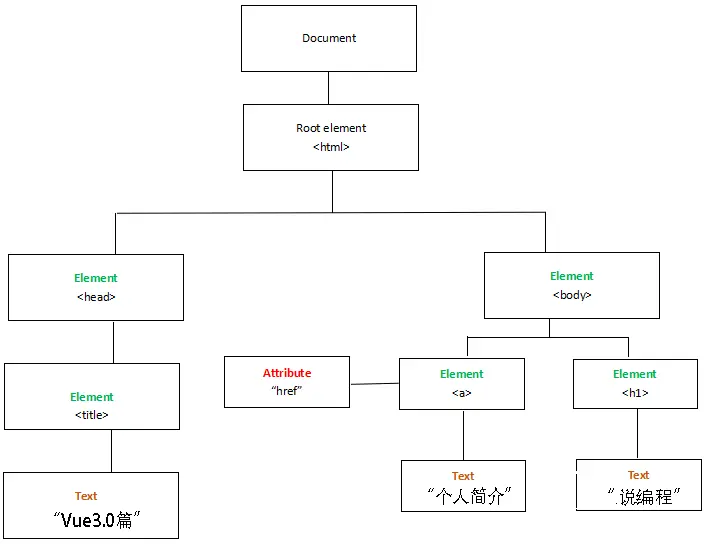 Document
Root element
<html>
Element
<head>
Element
<body>
Attribute
“href”
Element
<a>
Element
<h1>
Element
<title>
Text
“个人简介”
Text
“.说编程”
Text
“Vue3.0篇”